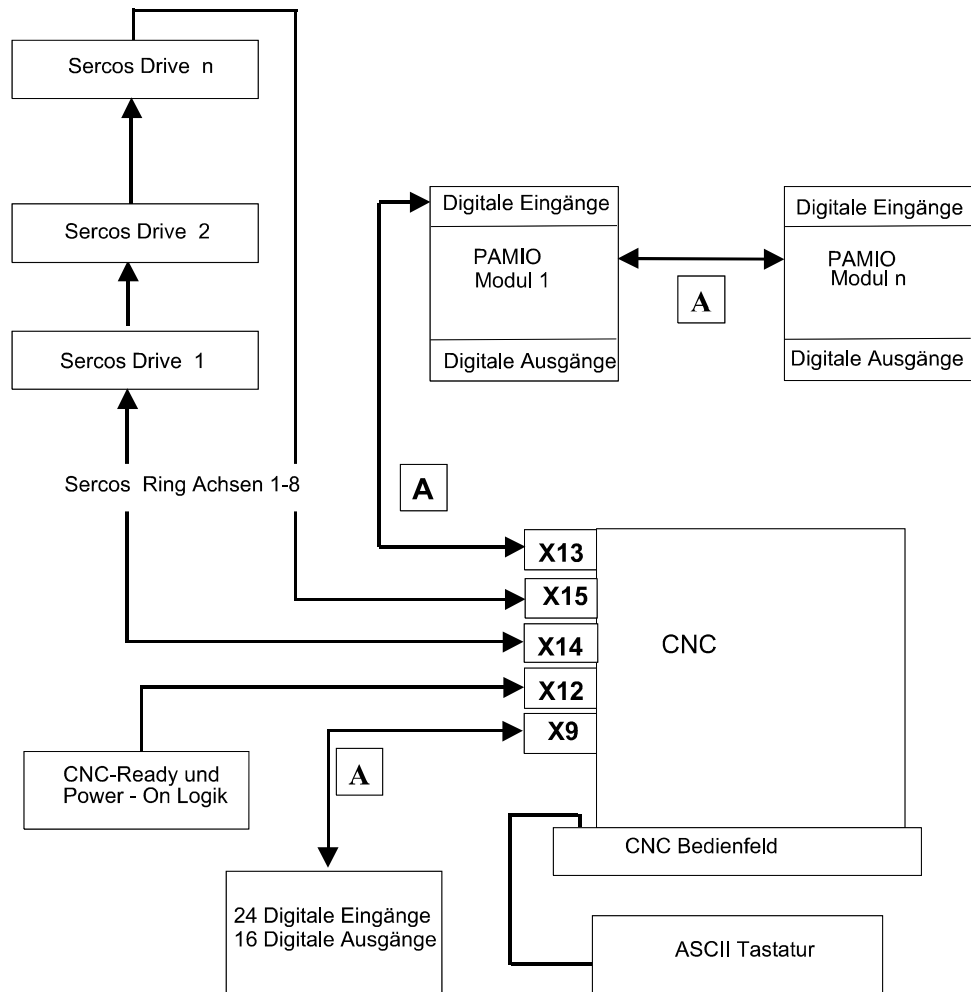 Sercos Drive n
Sercos Drive 2
Sercos Drive 1
Sercos Ring Achsen 1-8
Digitale Eingänge
PAMIO
Modul 1
Digitale Ausgänge
A
Digitale Eingänge
PAMIO
Modul n
Digitale Ausgänge
A
X13
X15
X14
X12
X9
CNC
CNC-Ready und
Power - On Logik
A
24 Digitale Eingänge
16 Digitale Ausgänge
CNC Bedienfeld
ASCII Tastatur